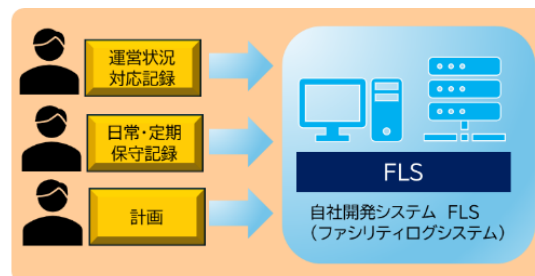 運営状況
対応記録
日常・定期
保守記録
計画
FLS
自社開発システム FLS
(ファシリティログシステム)